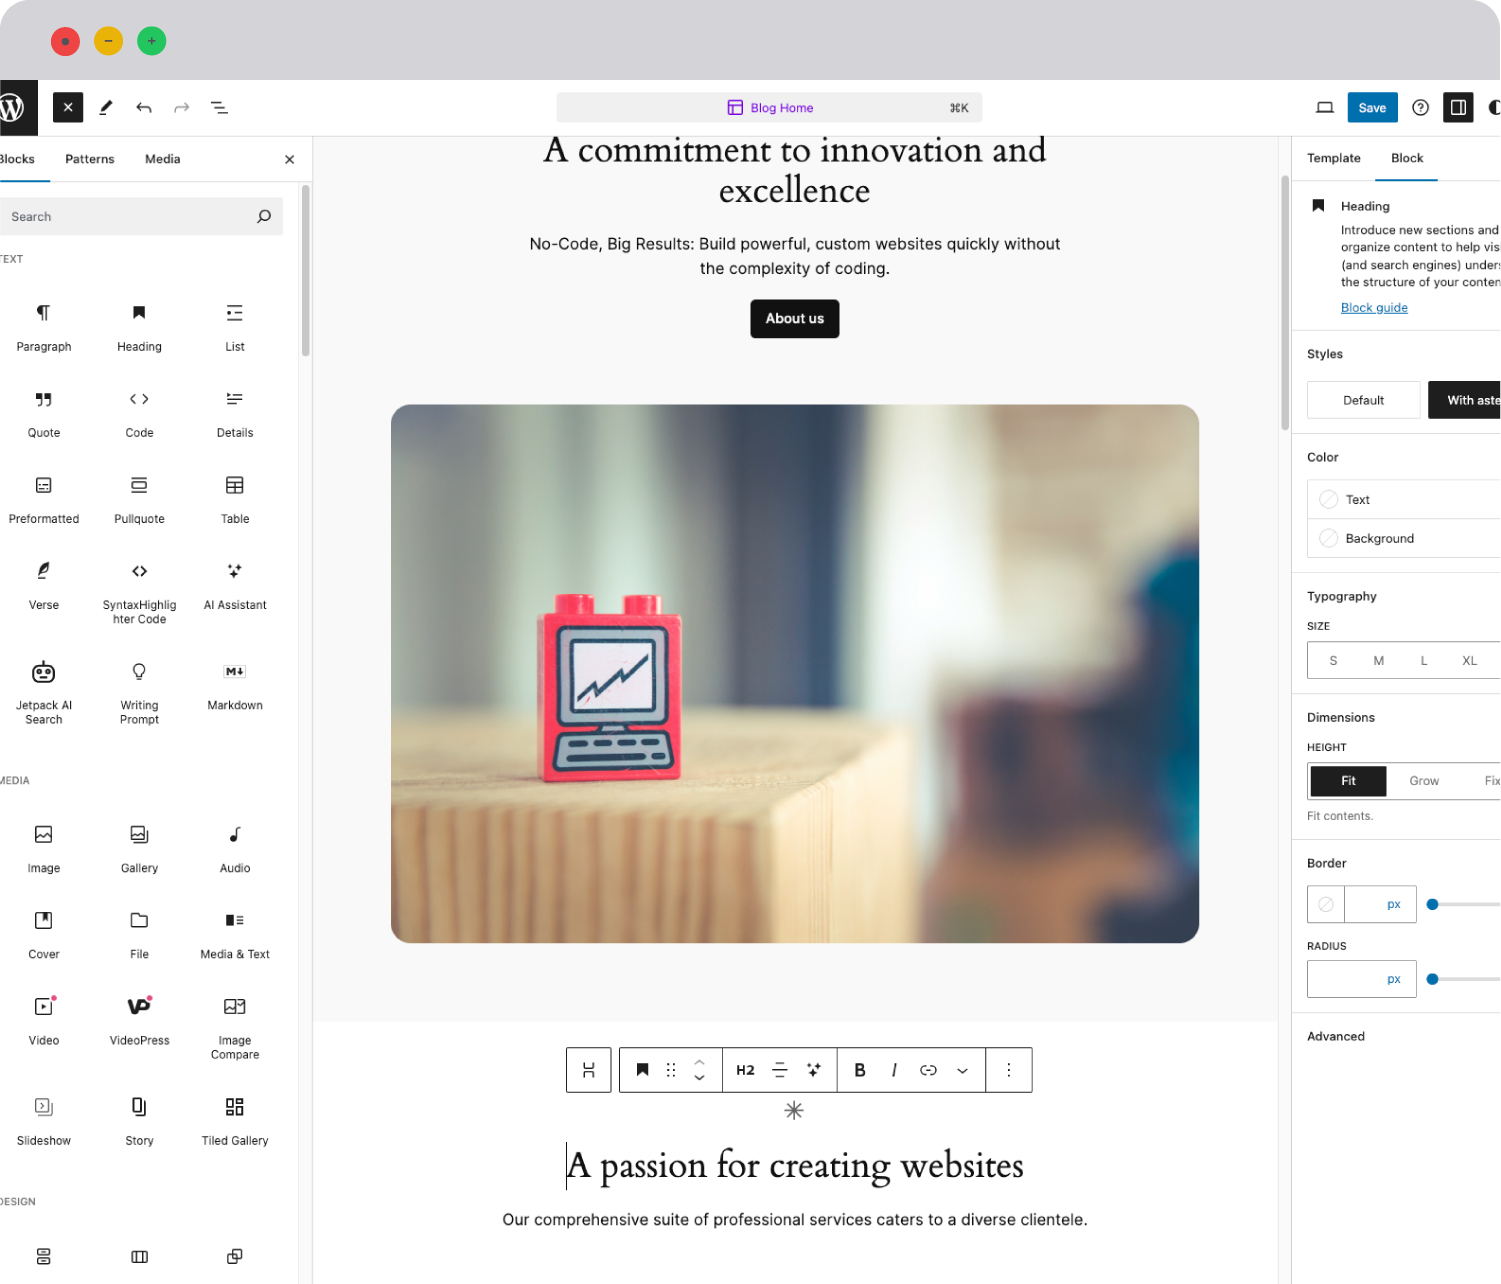 Blog Home
⌘K
Save
Blocks Patterns Media
Search
TEXT
Paragraph Heading List
Quote Code Details
Preformatted Pullquote Table
Verse SyntaxHighlig AI Assistant
hter Code
M↓
Jetpack AI Writing Markdown
Search Prompt
MEDIA
Image Gallery Audio
Cover File Media & Text
Video VideoPress Image
Compare
Slideshow Story Tiled Gallery
DESIGN
A commitment to innovation and
excellence
No-Code, Big Results: Build powerful, custom websites quickly without
the complexity of coding.
About us
H2 B I
A passion for creating websites
Our comprehensive suite of professional services caters to a diverse clientele.
Template Block
Heading
Introduce new sections and
organize content to help vis
(and search engines) unders
the structure of your conten
Block guide
Styles
Default With aste
Color
Text
Background
Typography
SIZE
S M L XL
Dimensions
HEIGHT
Fit Grow Fix
Fit contents.
Border
px
RADIUS
px
Advanced